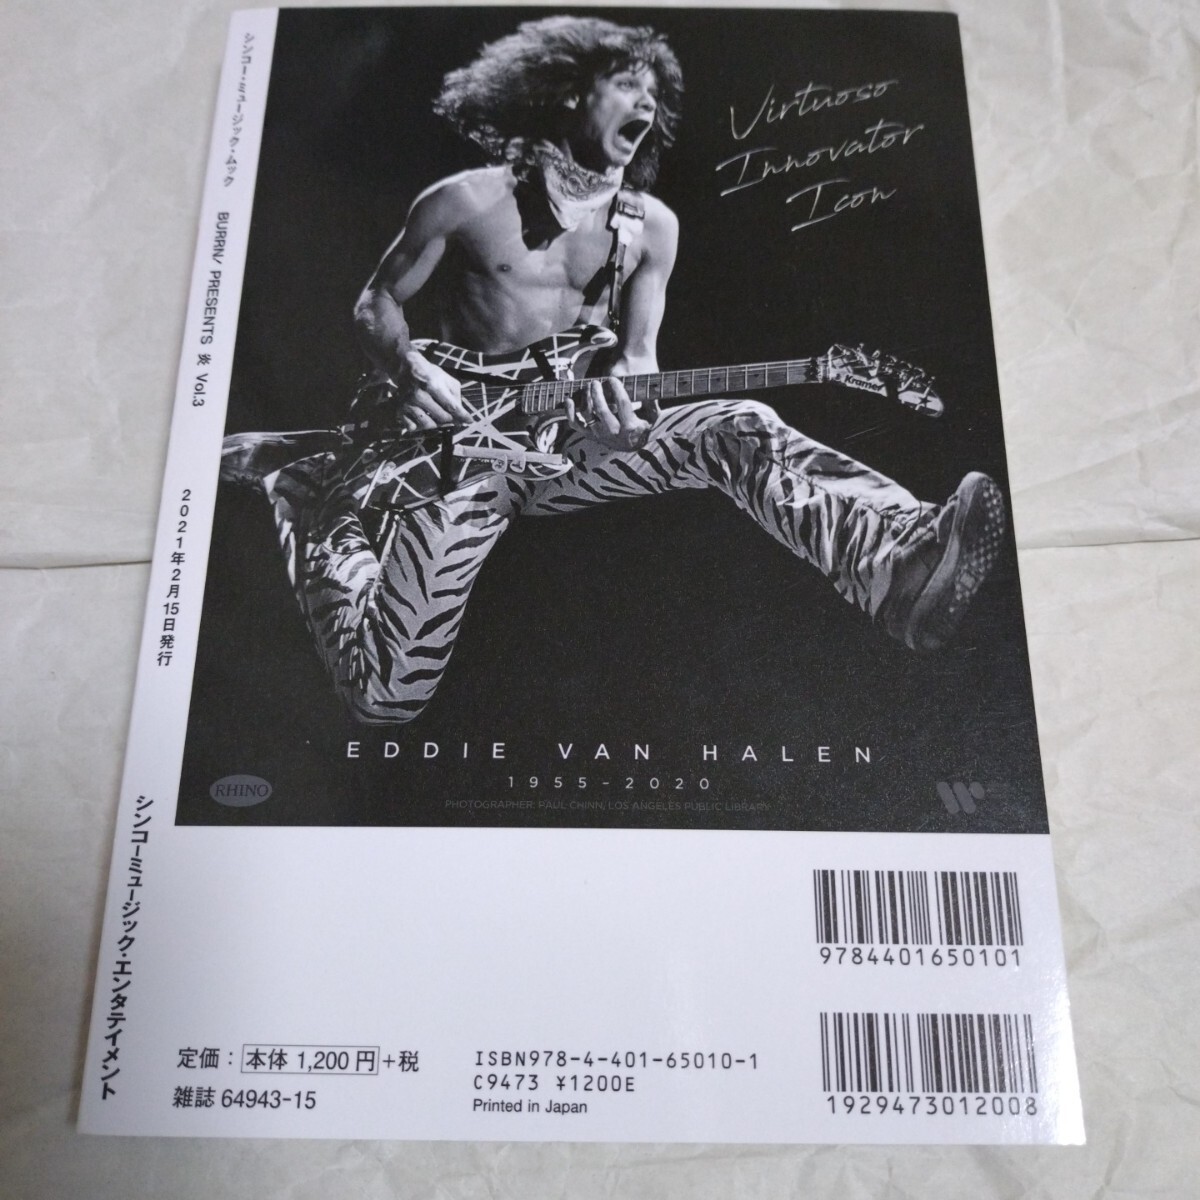 シンコー・ミュージック・ムック
BURRN! PRESENTS 炎 Vol.3
2021年2月15日発行
シンコーミュージック・エンタテイメント
Virtuoso
Innovator
Icon
Kramer
EDDIE VAN HALEN
1955-2020
PHOTOGRAPHER: PAUL CHINN, LOS ANGELES PUBLIC LIBRARY
RHINO
9784401650101
1929473012008
定価：本体 1,200 円+税
雑誌 64943-15
ISBN978-4-401-65010-1
C9473 ¥1200E
Printed in Japan